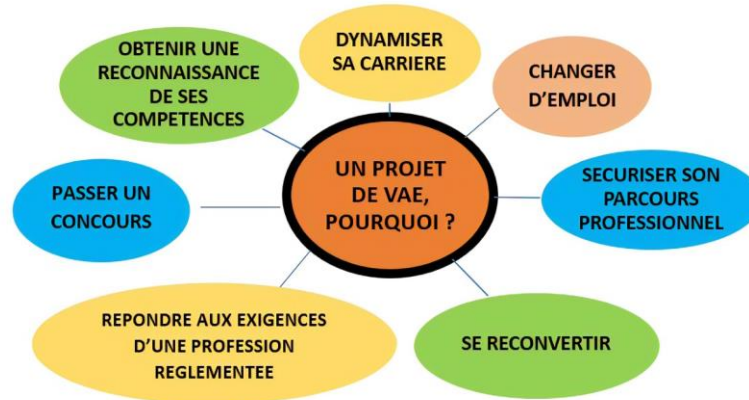 DYNAMISER
SA CARRIERE
OBTENIR UNE
RECONNAISSANCE
DE SES
COMPETENCES
CHANGER
D'EMPLOI
UN PROJET
DE VAE,
POURQUOI ?
PASSER UN
CONCOURS
SECURISER SON
PARCOURS
PROFESSIONNEL
REPONDRE AUX EXIGENCES
D'UNE PROFESSION
REGLEMENTEE
SE RECONVERTIR